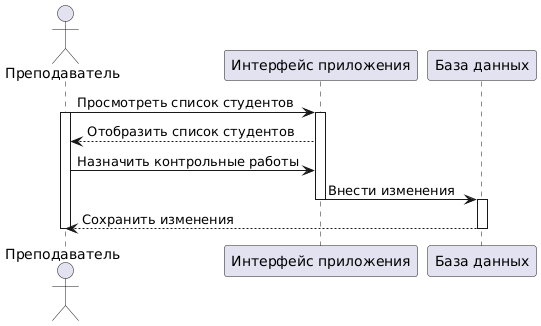 Преподаватель
Интерфейс приложения
База данных
Просмотреть список студентов
Отобразить список студентов
Назначить контрольные работы
Внести изменения
Сохранить изменения
Преподаватель
Интерфейс приложения
База данных